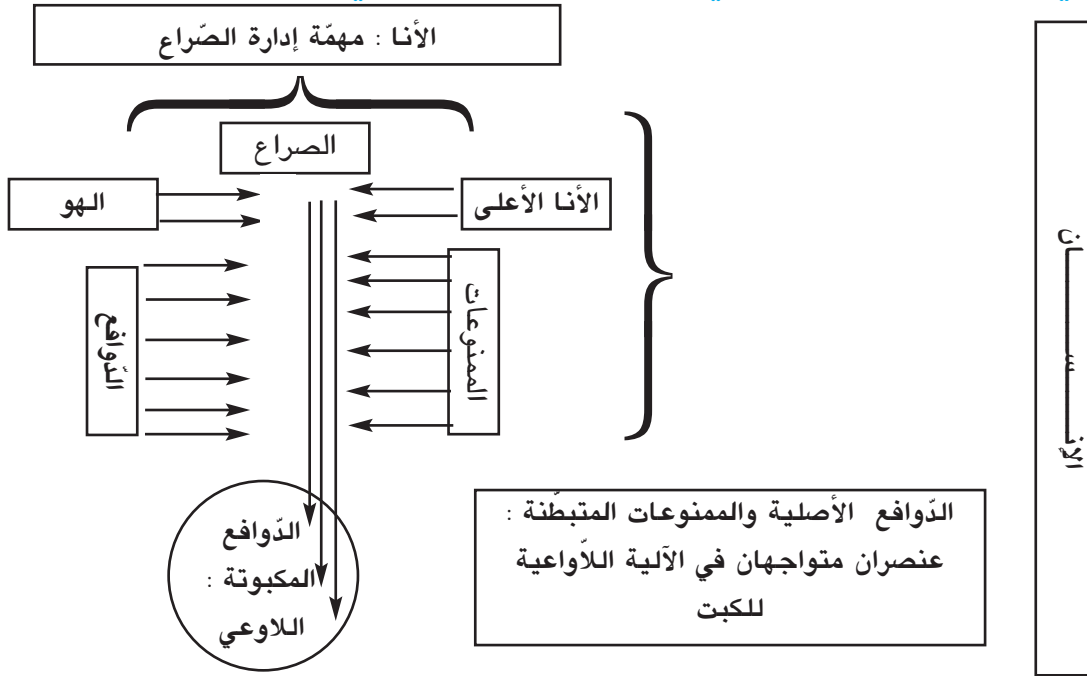 الأنا : مهمّة إدارة الصّراع
الصراع
الأنا الأعلى
الهو
الممنوعات
الدّوافع
الدّوافع
المكبوتة :
اللاوعي
الدّوافع الأصلية والممنوعات المتبطّنة :
عنصران متواجهان في الآلية اللاّواعية
للكبت
الإنـــســـــان